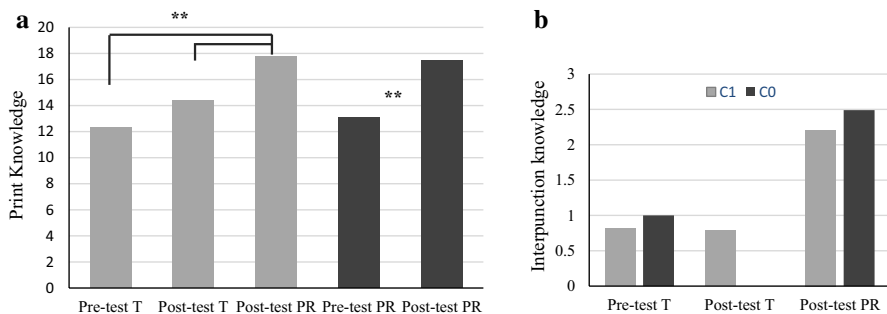 a
**
20
18
16
14
12
10
8
6
4
2
0
Print Knowledge
**
Pre-test T Post-test T Post-test PR Pre-test PR Post-test PR
b
3
2.5
2
1.5
1
0.5
0
Interpunction knowledge
C1 C0
Pre-test T Post-test T Post-test PR